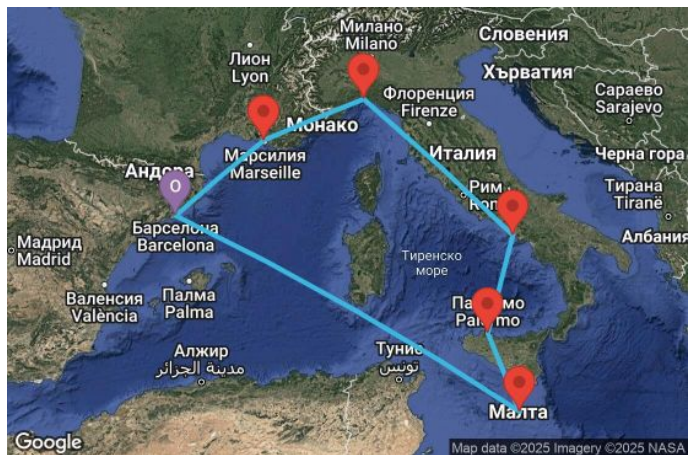 Милано
Milano
Словения
Лион
Lyon
Хърватия
Сараево
Sarajevo
Флоренция
Firenze
Монако
Марсилия
Marseille
Италия
Черна гора
Андора
O
Рим
Тирана
Tiranë
Барселона
Barcelona
Албания
Мадрид
Madrid
Тиренско
море
Валенсия
València
Палма
Palma
Алжир
مدينة الجزائر
Тунис
تونس
Малта
Google
Map data ©2025 Imagery ©2025 NASA